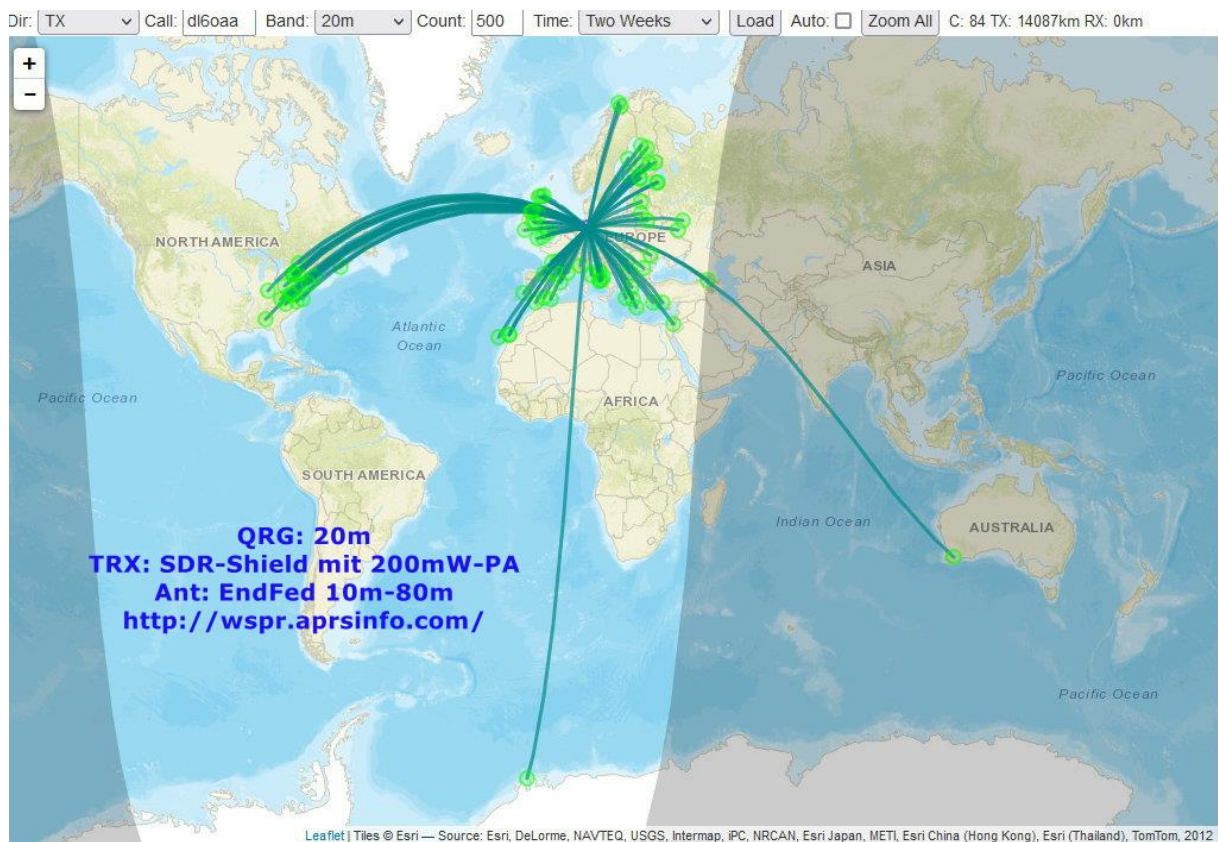 Dir: TX Call: dl6oaa Band: 20m Count: 500 Time: Two Weeks Load Auto: Zoom All C: 84 TX: 14087km RX: 0km
+
−
NORTH AMERICA
EUROPE
ASIA
Atlantic
Ocean
Pacific Ocean
Pacific Ocean
AFRICA
SOUTH AMERICA
Indian Ocean
AUSTRALIA
QRG: 20m
TRX: SDR-Shield mit 200mW-PA
Ant: EndFed 10m-80m
http://wspr.aprsinfo.com/
Pacific Ocean
Leaflet | Tiles © Esri — Source: Esri, DeLorme, NAVTEQ, USGS, Intermap, iPC, NRCAN, Esri Japan, METI, Esri China (Hong Kong), Esri (Thailand), TomTom, 2012